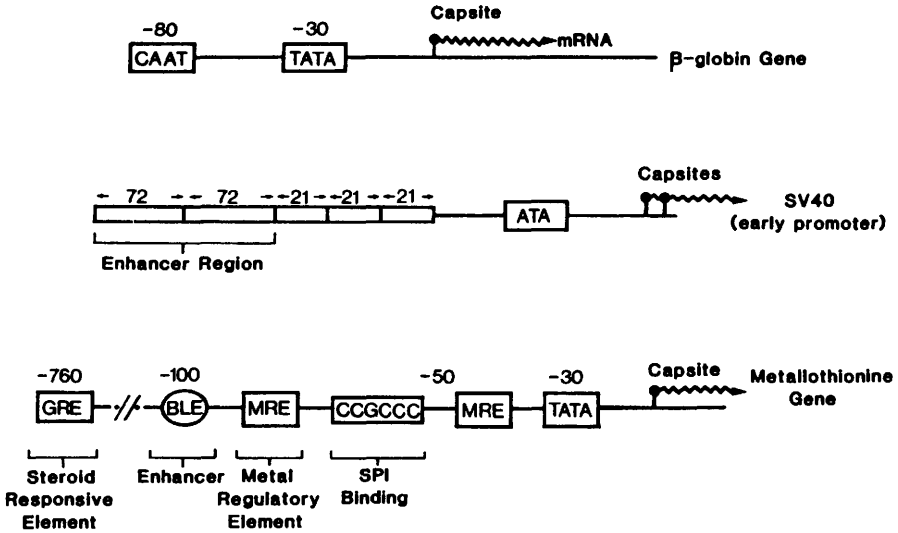 Capsite
-80
-30
mRNA
CAAT
TATA
β-globin Gene
Capsites
72 72 21 21 21
ATA
SV40
(early promoter)
Enhancer Region
-760
-100
-50
-30
Capsite
Metallothionine
Gene
GRE
BLE
MRE
CCGCCC
MRE
TATA
Steroid
Responsive
Element
Enhancer
Metal
Regulatory
Element
SPI
Binding